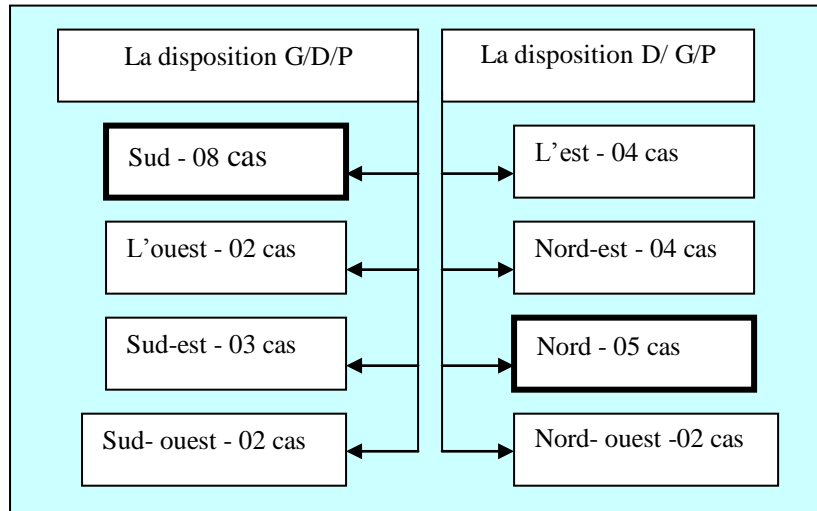 La disposition G/D/P
Sud - 08 cas
L'ouest - 02 cas
Sud-est - 03 cas
Sud- ouest - 02 cas
La disposition D/ G/P
L'est - 04 cas
Nord-est - 04 cas
Nord - 05 cas
Nord- ouest -02 cas